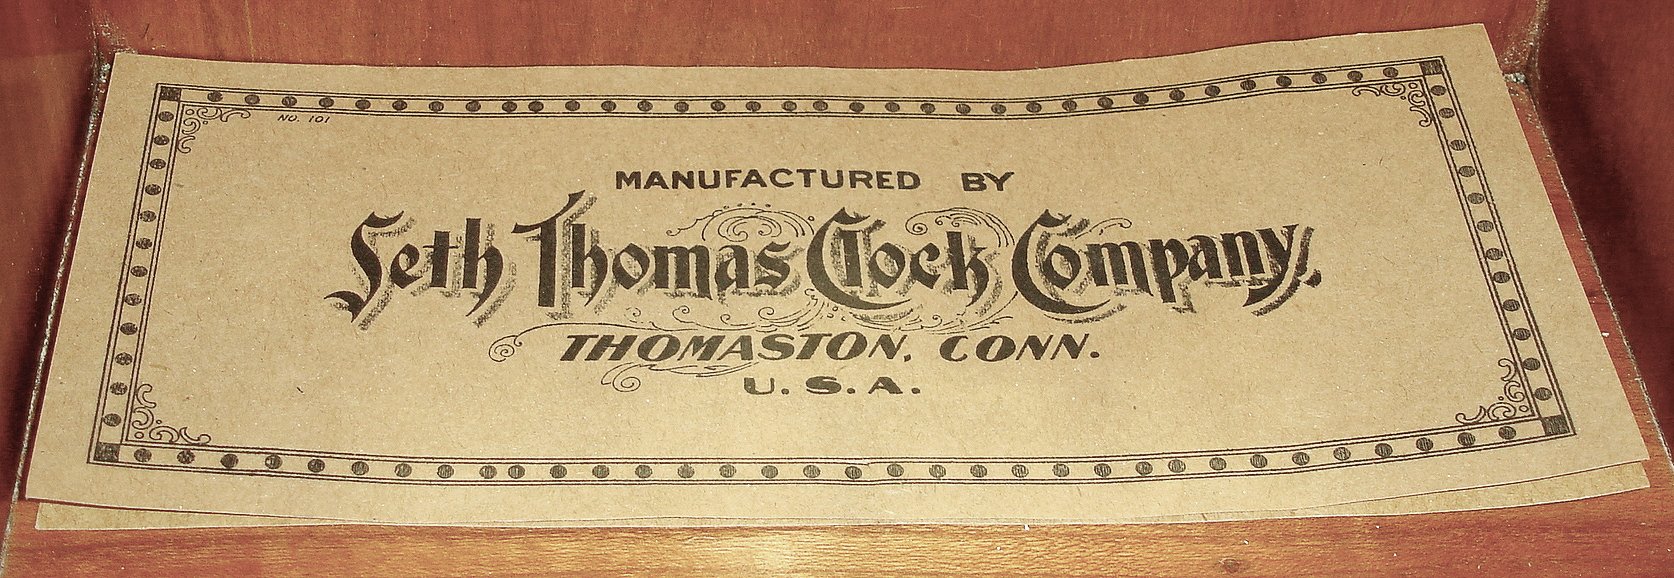 NO. 101
MANUFACTURED BY
Seth Thomas Clock Company.
THOMASTON, CONN.
U.S.A.